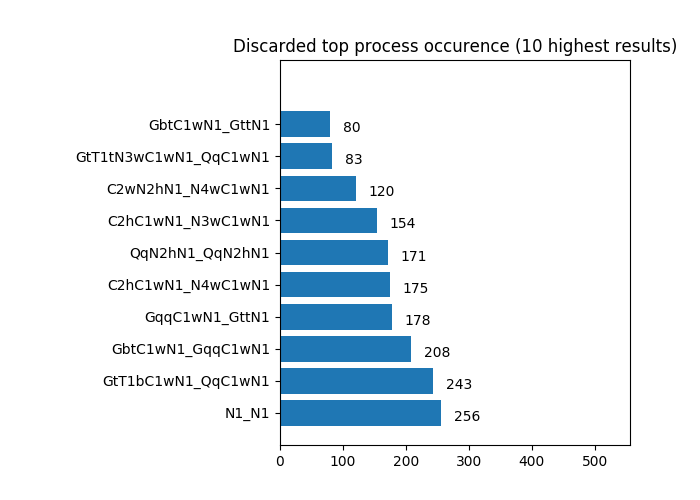 Discarded top process occurence (10 highest results)
GbtC1wN1_GttN1 80
GtT1tN3wC1wN1_QqC1wN1 83
C2wN2hN1_N4wC1wN1 120
C2hC1wN1_N3wC1wN1 154
QqN2hN1_QqN2hN1 171
C2hC1wN1_N4wC1wN1 175
GqqC1wN1_GttN1 178
GbtC1wN1_GqqC1wN1 208
GtT1bC1wN1_QqC1wN1 243
N1_N1 256
0 100 200 300 400 500